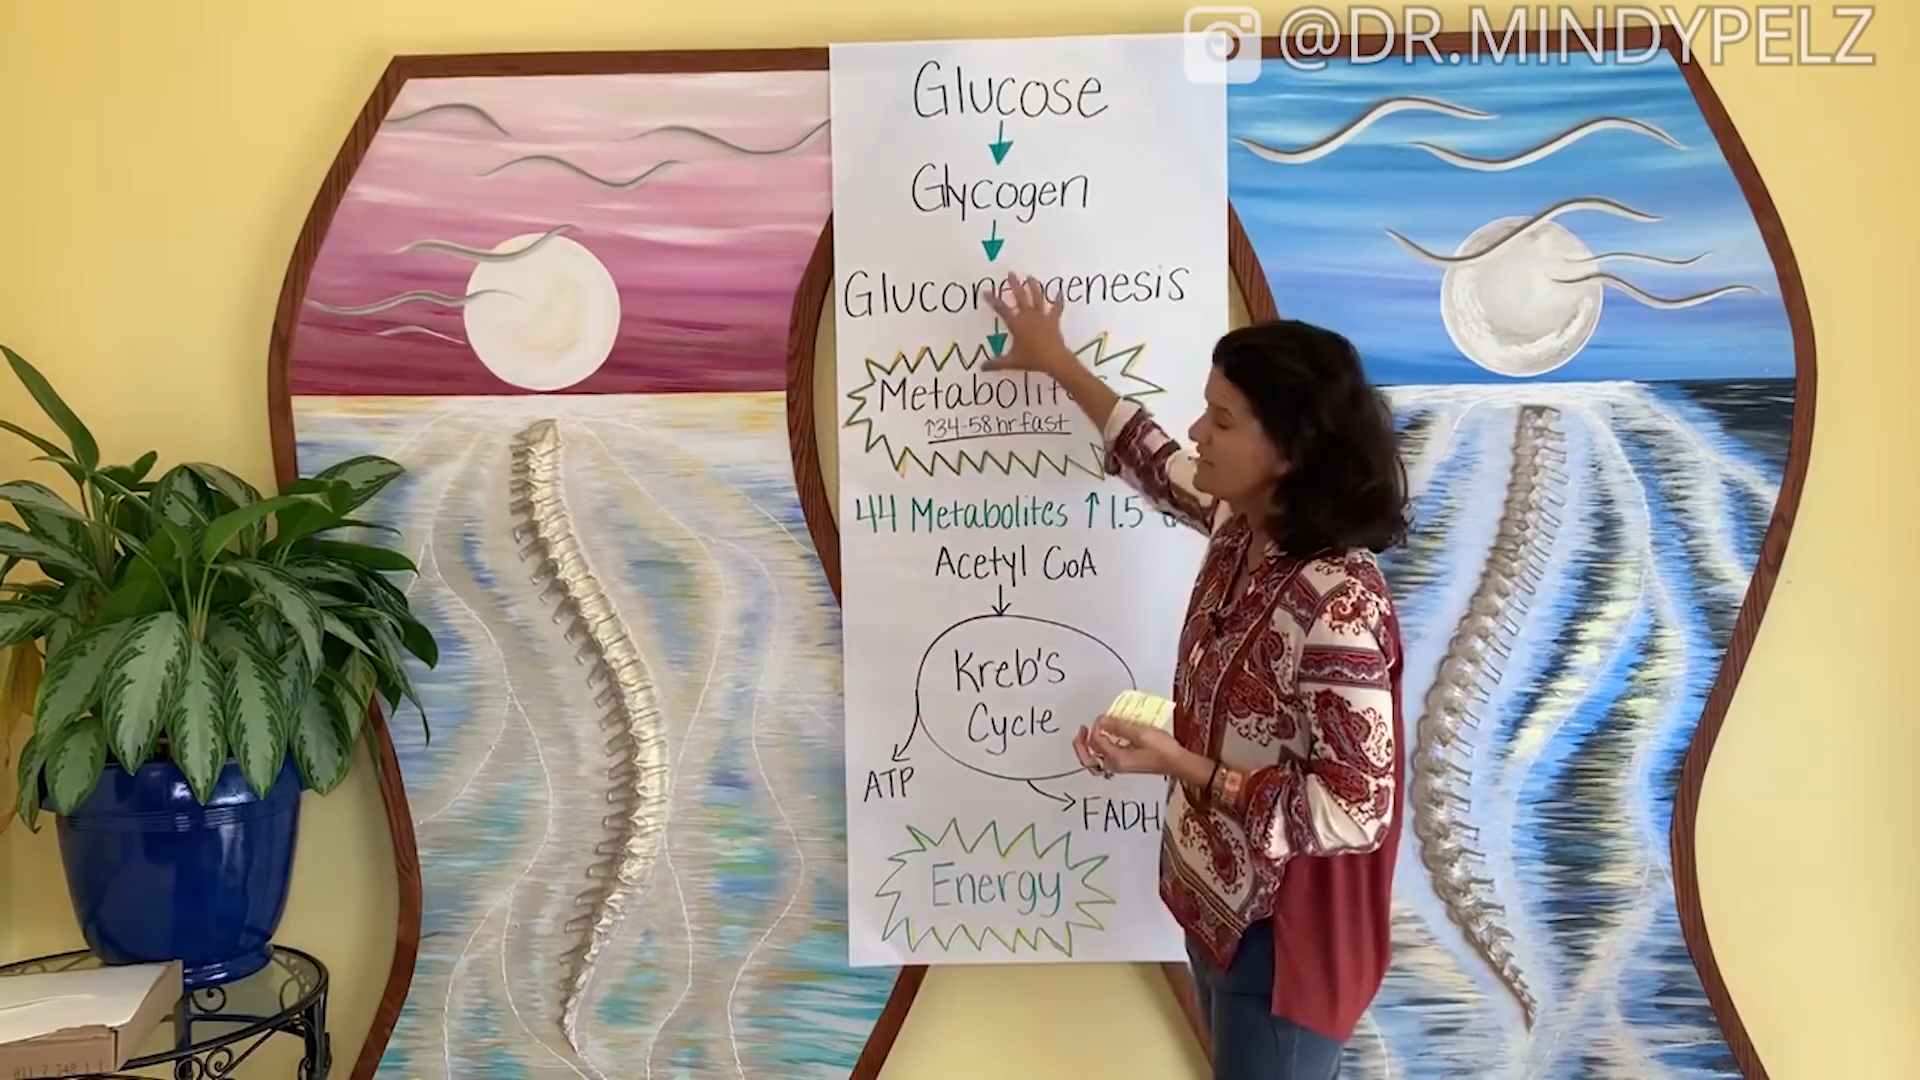 @DR.MINDYPELZ
Glucose
Glycogen
Gluconeogenesis
Metabolites
↑34-58 hr fast
44 Metabolites ↑ 1.5
Acetyl CoA
Kreb's
Cycle
ATP
FADH
Energy